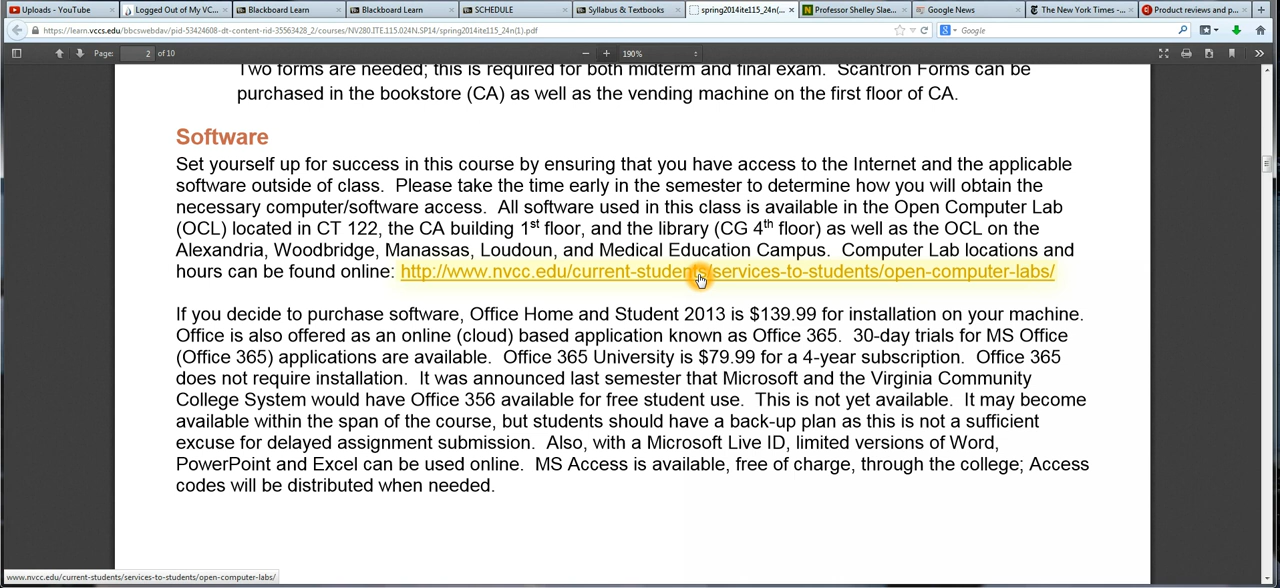 Uploads - YouTube
Logged Out of My VC...
Blackboard Learn
Blackboard Learn
SCHEDULE
Syllabus & Textbooks
spring2014ite115_24n(...
Professor Shelley Slae...
Google News
The New York Times -...
Product reviews and p...
https://learn.vccs.edu/bbcswebdav/pid-53424608-dt-content-rid-35563428_2/courses/NV280.ITE.115.024N.SP14/spring2014ite115_24n(1).pdf
Google
Page: 2 of 10
190%
Two forms are needed; this is required for both midterm and final exam. Scantron Forms can be
purchased in the bookstore (CA) as well as the vending machine on the first floor of CA.
Software
Set yourself up for success in this course by ensuring that you have access to the Internet and the applicable
software outside of class. Please take the time early in the semester to determine how you will obtain the
necessary computer/software access. All software used in this class is available in the Open Computer Lab
(OCL) located in CT 122, the CA building 1st floor, and the library (CG 4th floor) as well as the OCL on the
Alexandria, Woodbridge, Manassas, Loudoun, and Medical Education Campus. Computer Lab locations and
hours can be found online: http://www.nvcc.edu/current-students/services-to-students/open-computer-labs/
If you decide to purchase software, Office Home and Student 2013 is $139.99 for installation on your machine.
Office is also offered as an online (cloud) based application known as Office 365. 30-day trials for MS Office
(Office 365) applications are available. Office 365 University is $79.99 for a 4-year subscription. Office 365
does not require installation. It was announced last semester that Microsoft and the Virginia Community
College System would have Office 356 available for free student use. This is not yet available. It may become
available within the span of the course, but students should have a back-up plan as this is not a sufficient
excuse for delayed assignment submission. Also, with a Microsoft Live ID, limited versions of Word,
PowerPoint and Excel can be used online. MS Access is available, free of charge, through the college; Access
codes will be distributed when needed.
www.nvcc.edu/current-students/services-to-students/open-computer-labs/